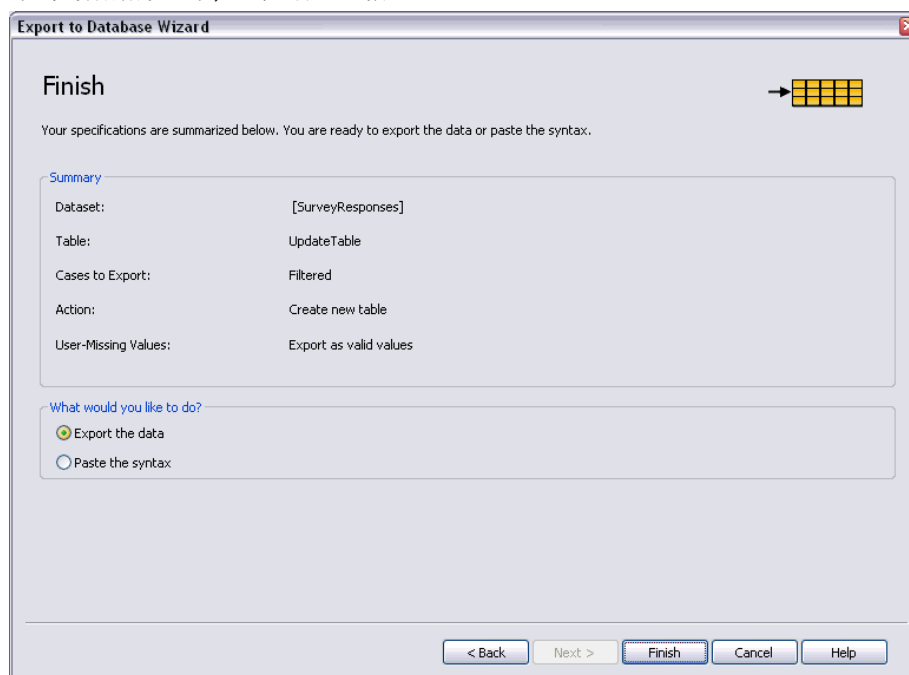 Export to Database Wizard
Finish
Your specifications are summarized below. You are ready to export the data or paste the syntax.
Summary
Dataset: [SurveyResponses]
Table: UpdateTable
Cases to Export: Filtered
Action: Create new table
User-Missing Values: Export as valid values
What would you like to do?
Export the data
Paste the syntax
< Back Next > Finish Cancel Help